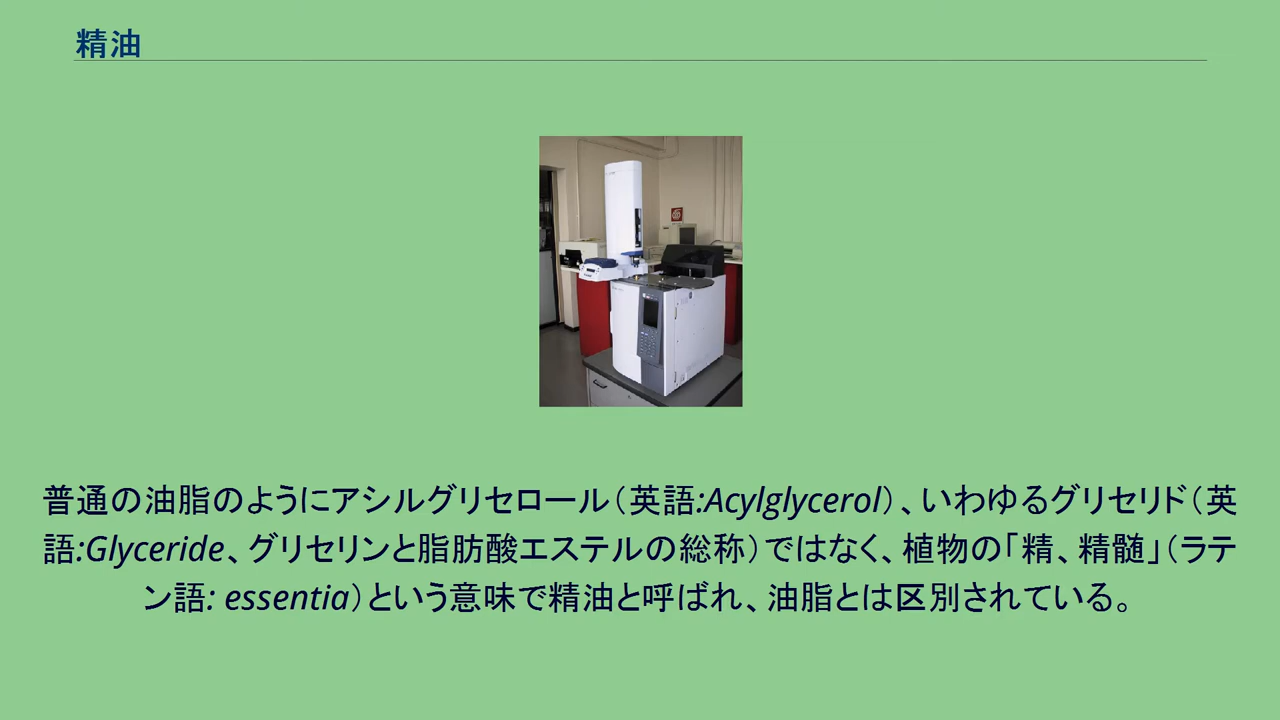 精油
普通の油脂のようにアシルグリセロール（英語:Acylglycerol）、いわゆるグリセリド（英
語:Glyceride、グリセリンと脂肪酸エステルの総称）ではなく、植物の「精、精髄」（ラテ
ン語: essentia）という意味で精油と呼ばれ、油脂とは区別されている。